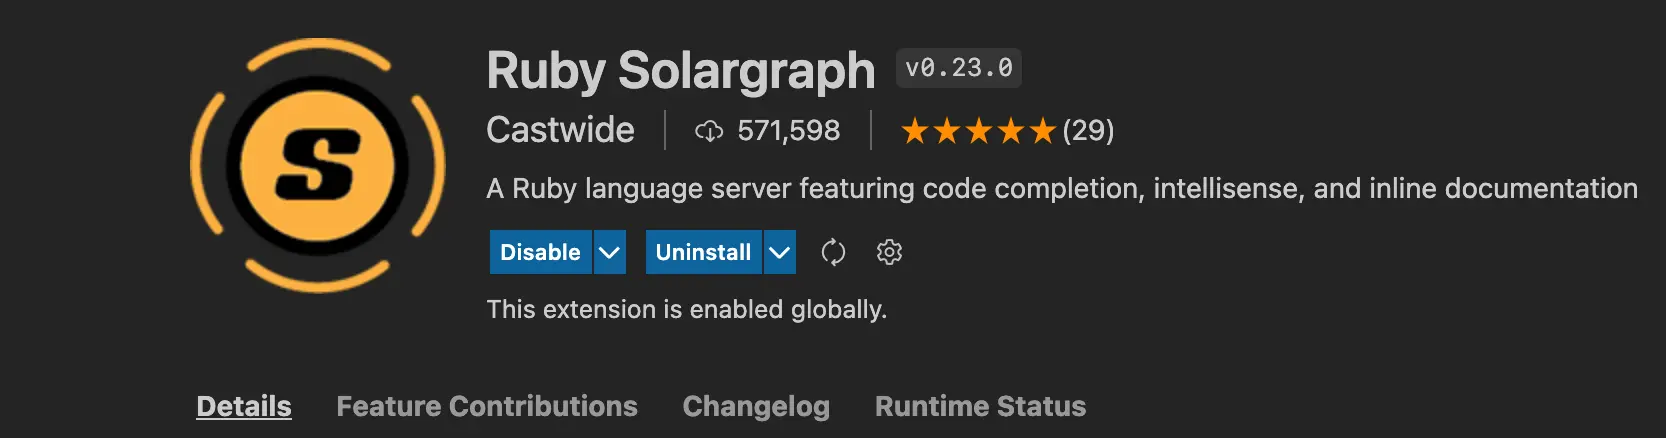 S
Ruby Solargraph v0.23.0
Castwide 571,598 (29)
A Ruby language server featuring code completion, intellisense, and inline documentation
Disable Uninstall
This extension is enabled globally.
Details Feature Contributions Changelog Runtime Status